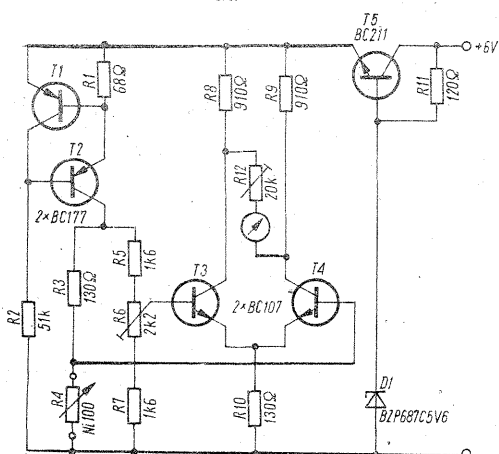 T5
BC211
+6V
T1
R1
68Ω
R8
910Ω
R9
910Ω
R11
120Ω
T2
2×BC177
R12
20k
R5
1k6
R3
130Ω
T3
T4
2×BC107
R2
51k
R6
2k2
R4
Ni100
R7
1k6
R10
130Ω
D1
BZP687C5V6